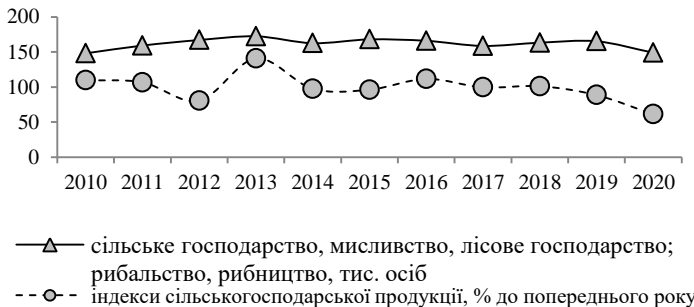 200
150
100
50
0
2010 2011 2012 2013 2014 2015 2016 2017 2018 2019 2020
сільське господарство, мисливство, лісове господарство;
рибальство, рибництво, тис. осіб
індекси сільськогосподарської продукції, % до попереднього року